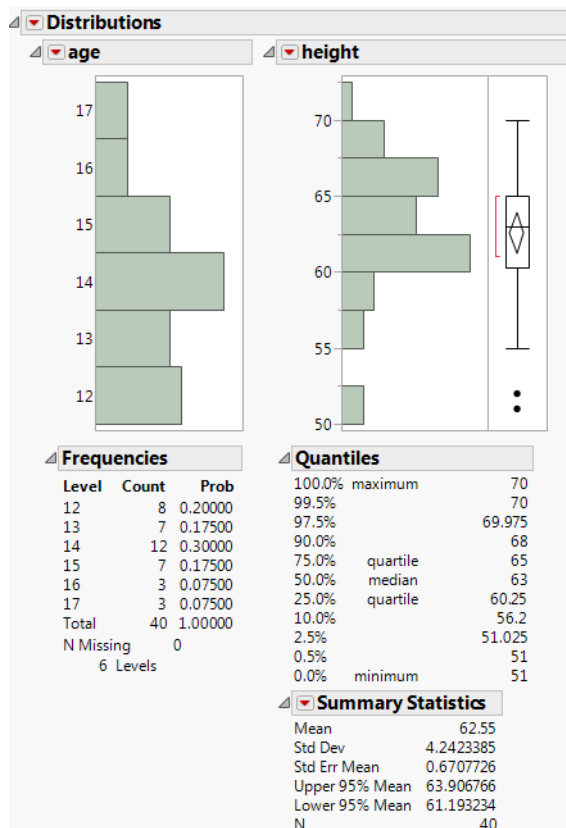 Distributions
age
17
16
15
14
13
12
Frequencies
Level Count Prob
12 8 0.20000
13 7 0.17500
14 12 0.30000
15 7 0.17500
16 3 0.07500
17 3 0.07500
Total 40 1.00000
N Missing 0
6 Levels
height
70
65
60
55
50
Quantiles
100.0% maximum 70
99.5% 70
97.5% 69.975
90.0% 68
75.0% quartile 65
50.0% median 63
25.0% quartile 60.25
10.0% 56.2
2.5% 51.025
0.5% 51
0.0% minimum 51
Summary Statistics
Mean 62.55
Std Dev 4.2423385
Std Err Mean 0.6707726
Upper 95% Mean 63.906766
Lower 95% Mean 61.193234
N 40